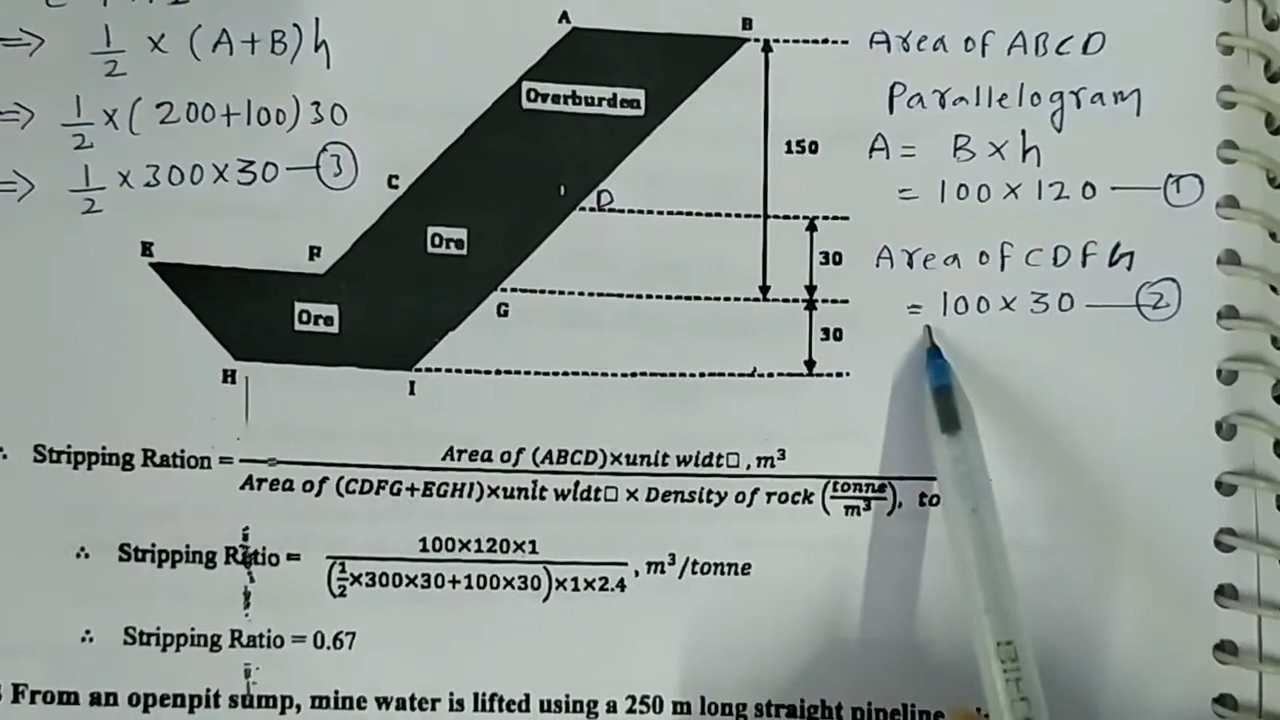 => 1/2 × (A+B)h
=> 1/2 × (200+100) 30
=> 1/2 × 300 × 30 — ③
A
B
Overburden
150
C
D
Ore
30
E
F
Ore
G
30
H
I
Area of ABCD
Parallelogram
A = B × h
= 100 × 120 — ①
Area of CDFG
= 100 × 30 — ②
Stripping Ration = Area of (ABCD)×unit widt□ , m³
Area of (CDFG+EGHI)×unit widt□ × Density of rock (tonne/m³), to
∴ Stripping Ratio = 100×120×1 / (1/2×300×30+100×30)×1×2.4 , m³/tonne
∴ Stripping Ratio = 0.67
From an openpit sump, mine water is lifted using a 250 m long straight pipeline